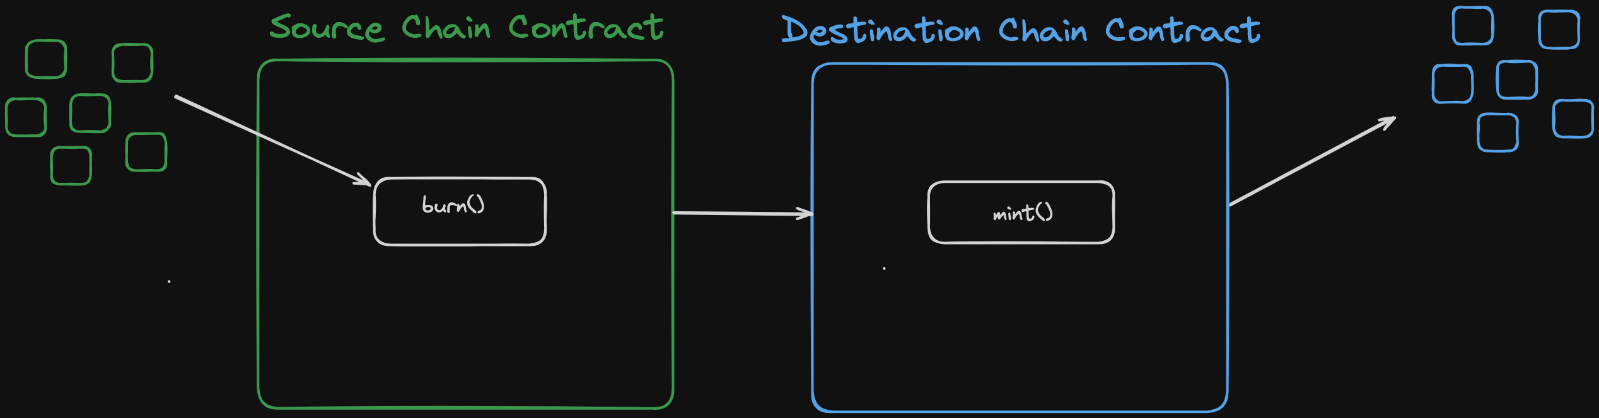 Source Chain Contract
Destination Chain Contract
burn()
mint()